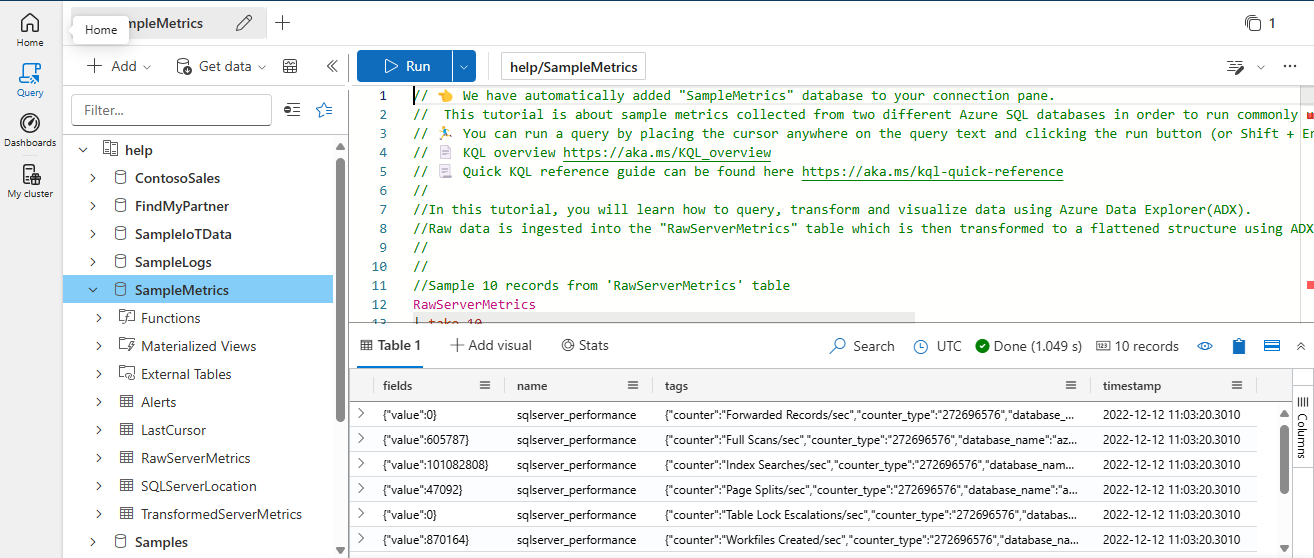 Home
Query
Dashboards
My cluster
Home
mpleMetrics
1
Add
Get data
Filter...
help
ContosoSales
FindMyPartner
SampleIoTData
SampleLogs
SampleMetrics
Functions
Materialized Views
External Tables
Alerts
LastCursor
RawServerMetrics
SQLServerLocation
TransformedServerMetrics
Samples
Run
help/SampleMetrics
1 // 👈 We have automatically added "SampleMetrics" database to your connection pane.
2 // This tutorial is about sample metrics collected from two different Azure SQL databases in order to run commonly
3 // 🏃 You can run a query by placing the cursor anywhere on the query text and clicking the run button (or Shift + En
4 // 📄 KQL overview https://aka.ms/KQL_overview
5 // 📃 Quick KQL reference guide can be found here https://aka.ms/kql-quick-reference
6 //
7 //In this tutorial, you will learn how to query, transform and visualize data using Azure Data Explorer(ADX).
8 //Raw data is ingested into the "RawServerMetrics" table which is then transformed to a flattened structure using ADX
9 //
10 //
11 //Sample 10 records from 'RawServerMetrics' table
12 RawServerMetrics
13 | take 10
Table 1
Add visual
Stats
Search
UTC
Done (1.049 s)
123 10 records
fields name tags timestamp
{"value":0} sqlserver_performance {"counter":"Forwarded Records/sec","counter_type":"272696576","database_... 2022-12-12 11:03:20.3010
{"value":605787} sqlserver_performance {"counter":"Full Scans/sec","counter_type":"272696576","database_name":"az... 2022-12-12 11:03:20.3010
{"value":101082808} sqlserver_performance {"counter":"Index Searches/sec","counter_type":"272696576","database_nam... 2022-12-12 11:03:20.3010
{"value":47092} sqlserver_performance {"counter":"Page Splits/sec","counter_type":"272696576","database_name":"a... 2022-12-12 11:03:20.3010
{"value":0} sqlserver_performance {"counter":"Table Lock Escalations/sec","counter_type":"272696576","databas... 2022-12-12 11:03:20.3010
{"value":870164} sqlserver_performance {"counter":"Workfiles Created/sec","counter_type":"272696576","database_na... 2022-12-12 11:03:20.3010
Columns